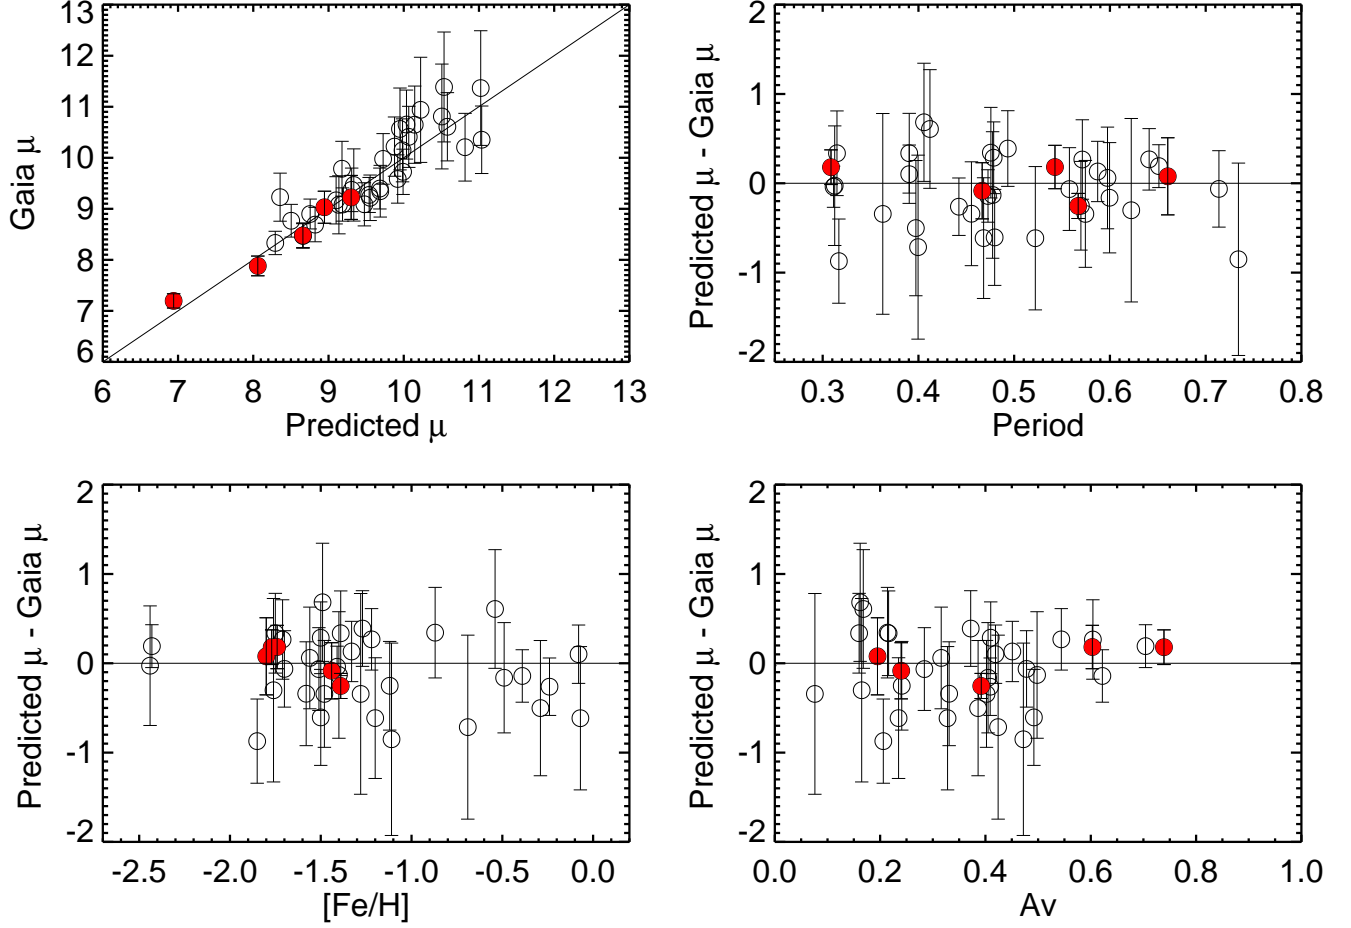 13
12
11
10
9
8
7
6
Gaia μ
6 7 8 9 10 11 12 13
Predicted μ
2
1
0
-1
-2
Predicted μ - Gaia μ
0.3 0.4 0.5 0.6 0.7 0.8
Period
2
1
0
-1
-2
Predicted μ - Gaia μ
-2.5 -2.0 -1.5 -1.0 -0.5 0.0
[Fe/H]
2
1
0
-1
-2
Predicted μ - Gaia μ
0.0 0.2 0.4 0.6 0.8 1.0
Av